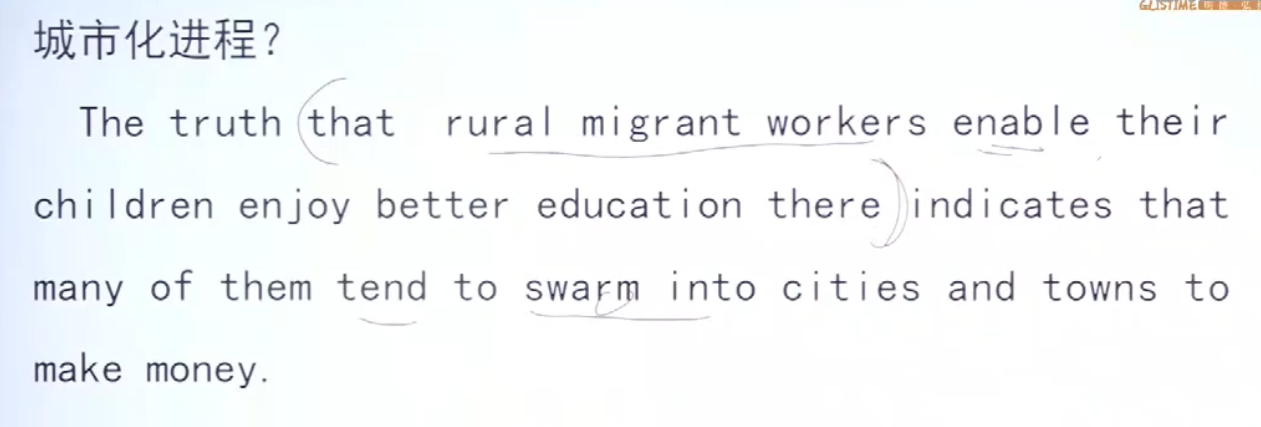 GLISTIME
城市化进程？
The truth that rural migrant workers enable their
children enjoy better education there indicates that
many of them tend to swarm into cities and towns to
make money.